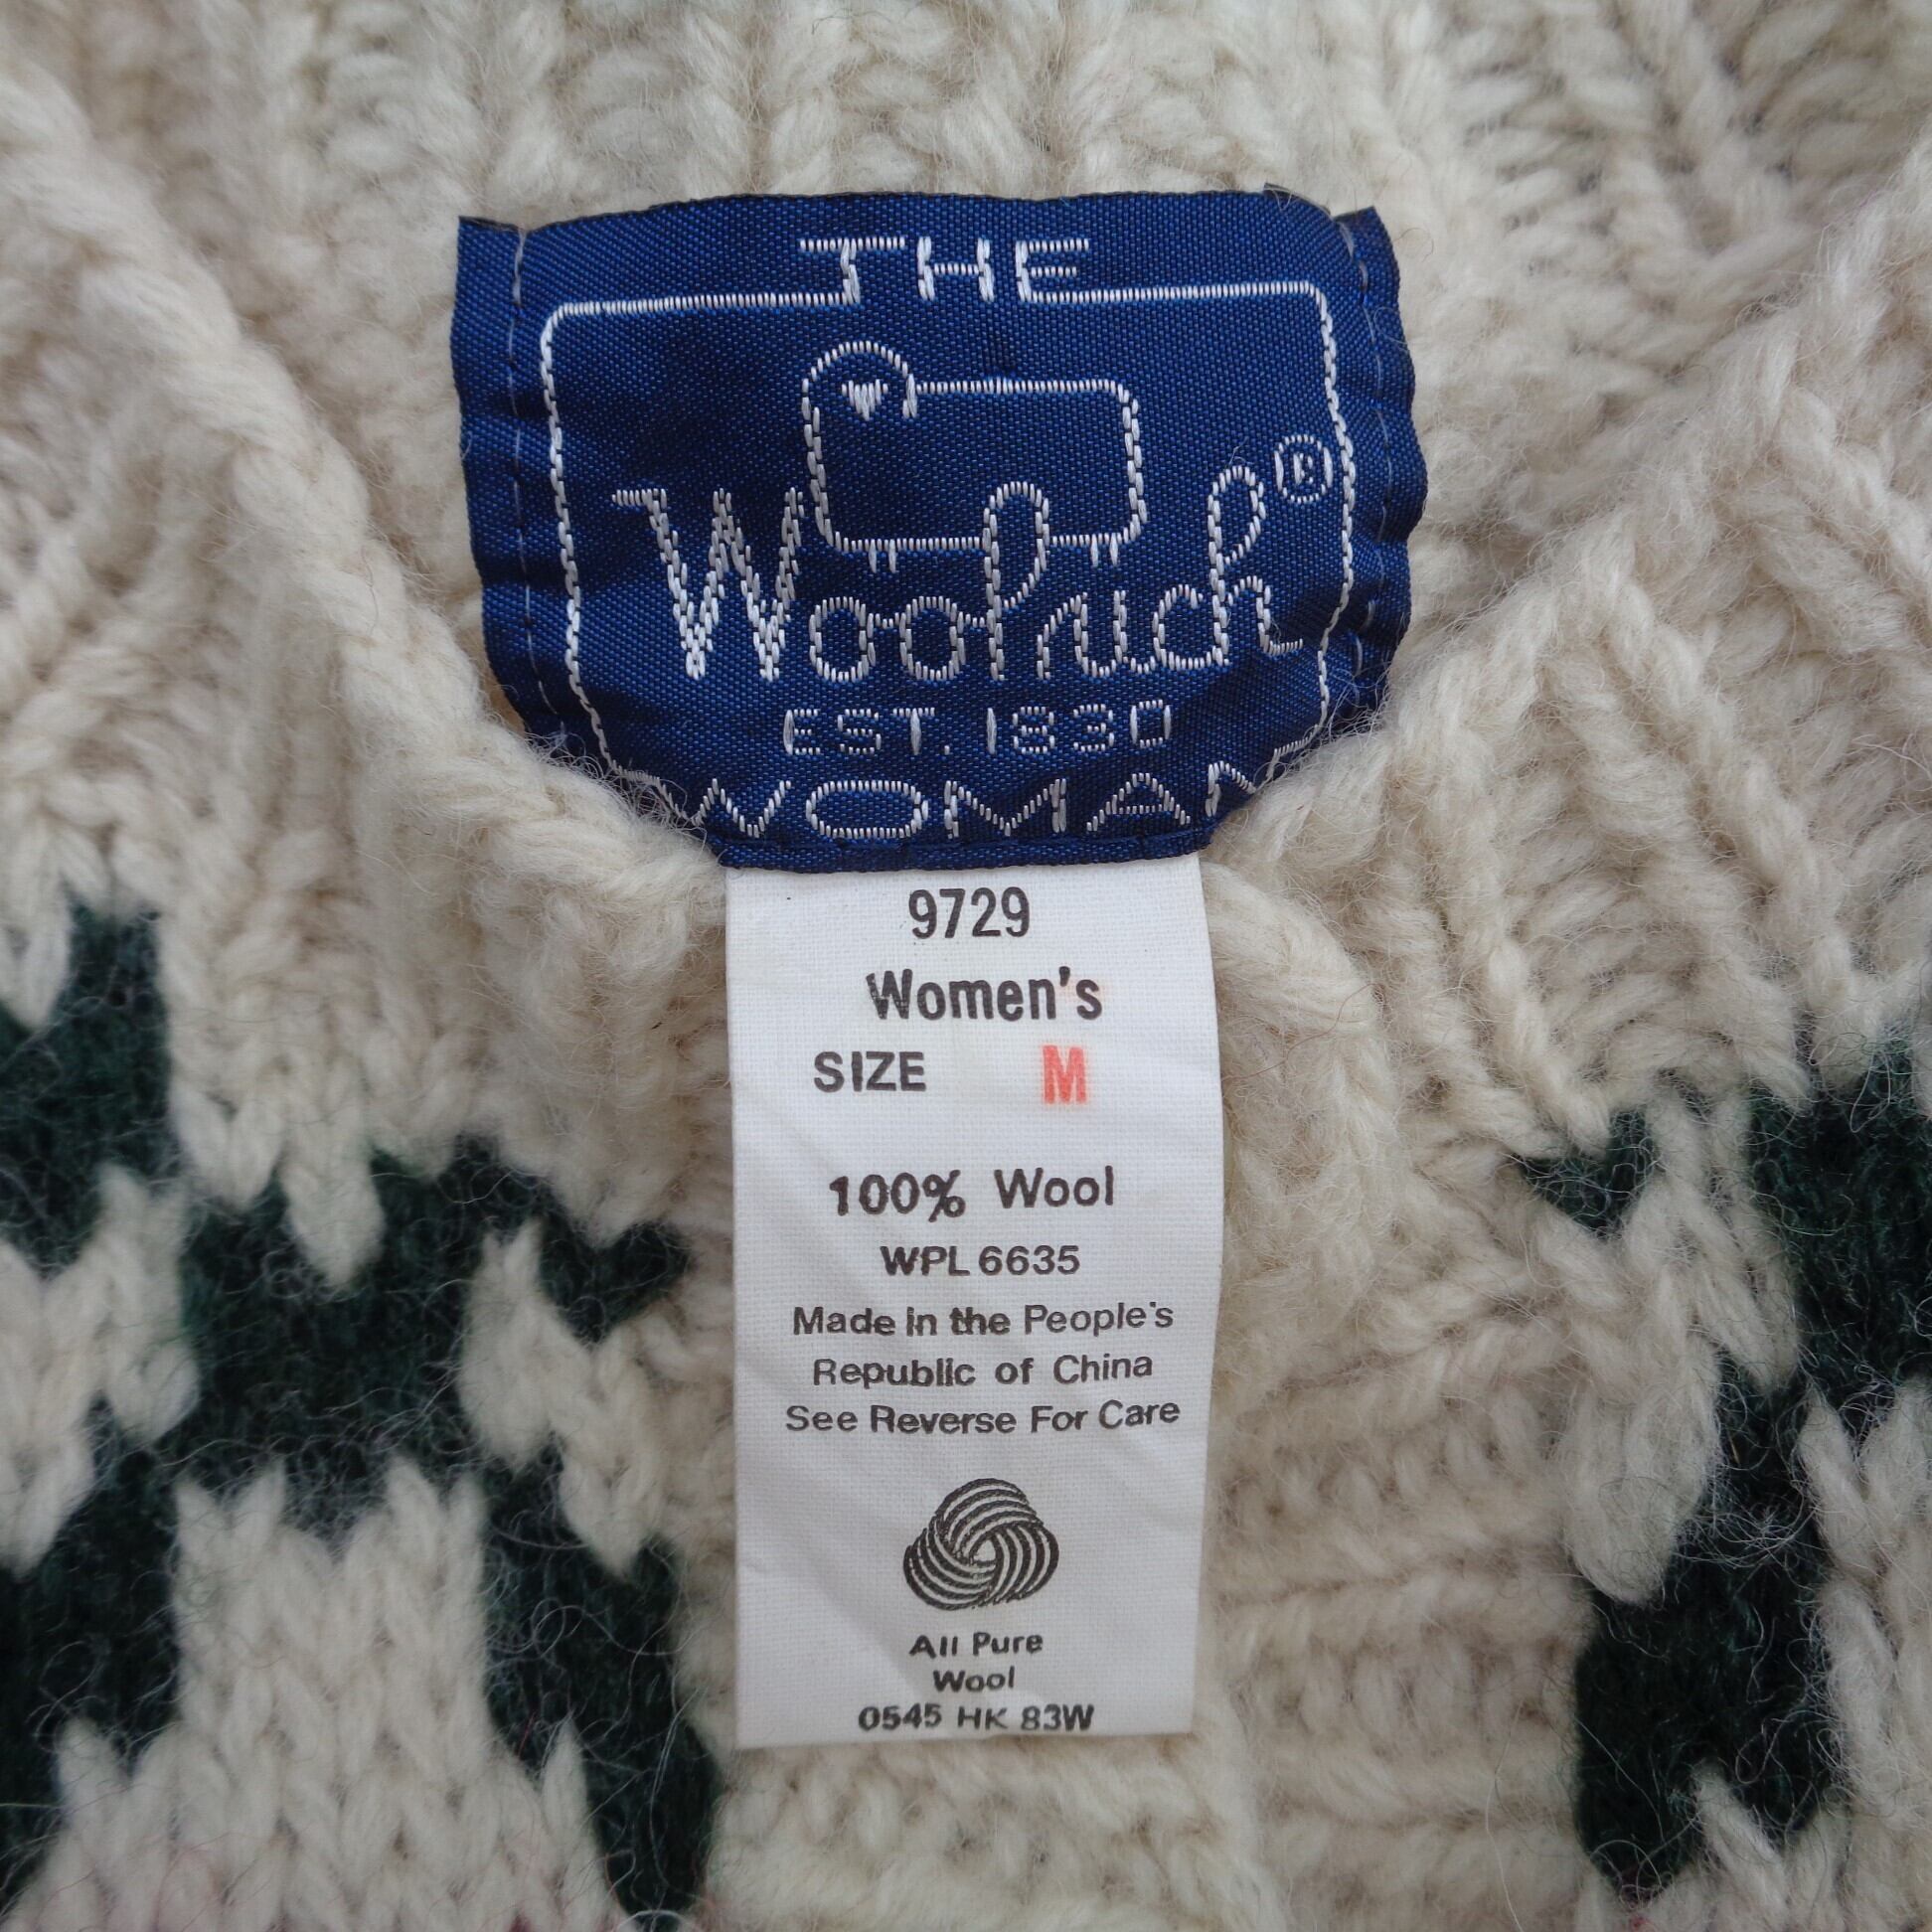 THE
Woolrich®
EST. 1830
WOMAN
9729
Women's
SIZE M
100% Wool
WPL 6635
Made in the People's
Republic of China
See Reverse For Care
All Pure
Wool
0545 HK 83W